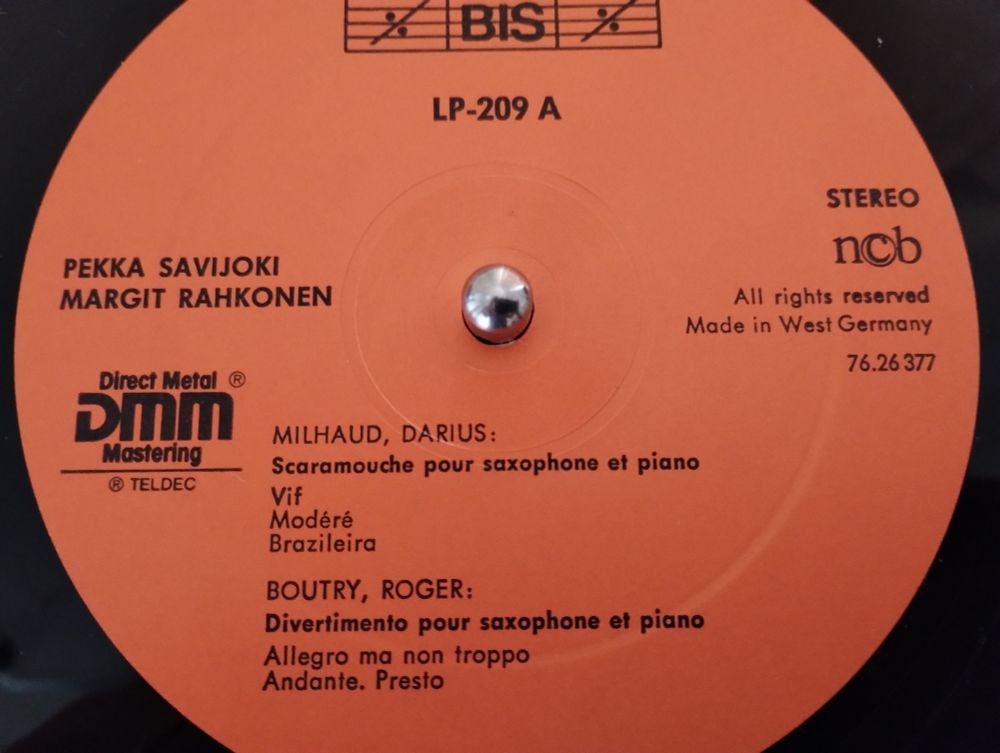 BIS
LP-209 A
STEREO
ncb
PEKKA SAVIJOKI
MARGIT RAHKONEN
All rights reserved
Made in West Germany
76.26 377
Direct Metal ®
DMM
Mastering
® TELDEC
MILHAUD, DARIUS:
Scaramouche pour saxophone et piano
Vif
Modéré
Brazileira
BOUTRY, ROGER:
Divertimento pour saxophone et piano
Allegro ma non troppo
Andante. Presto